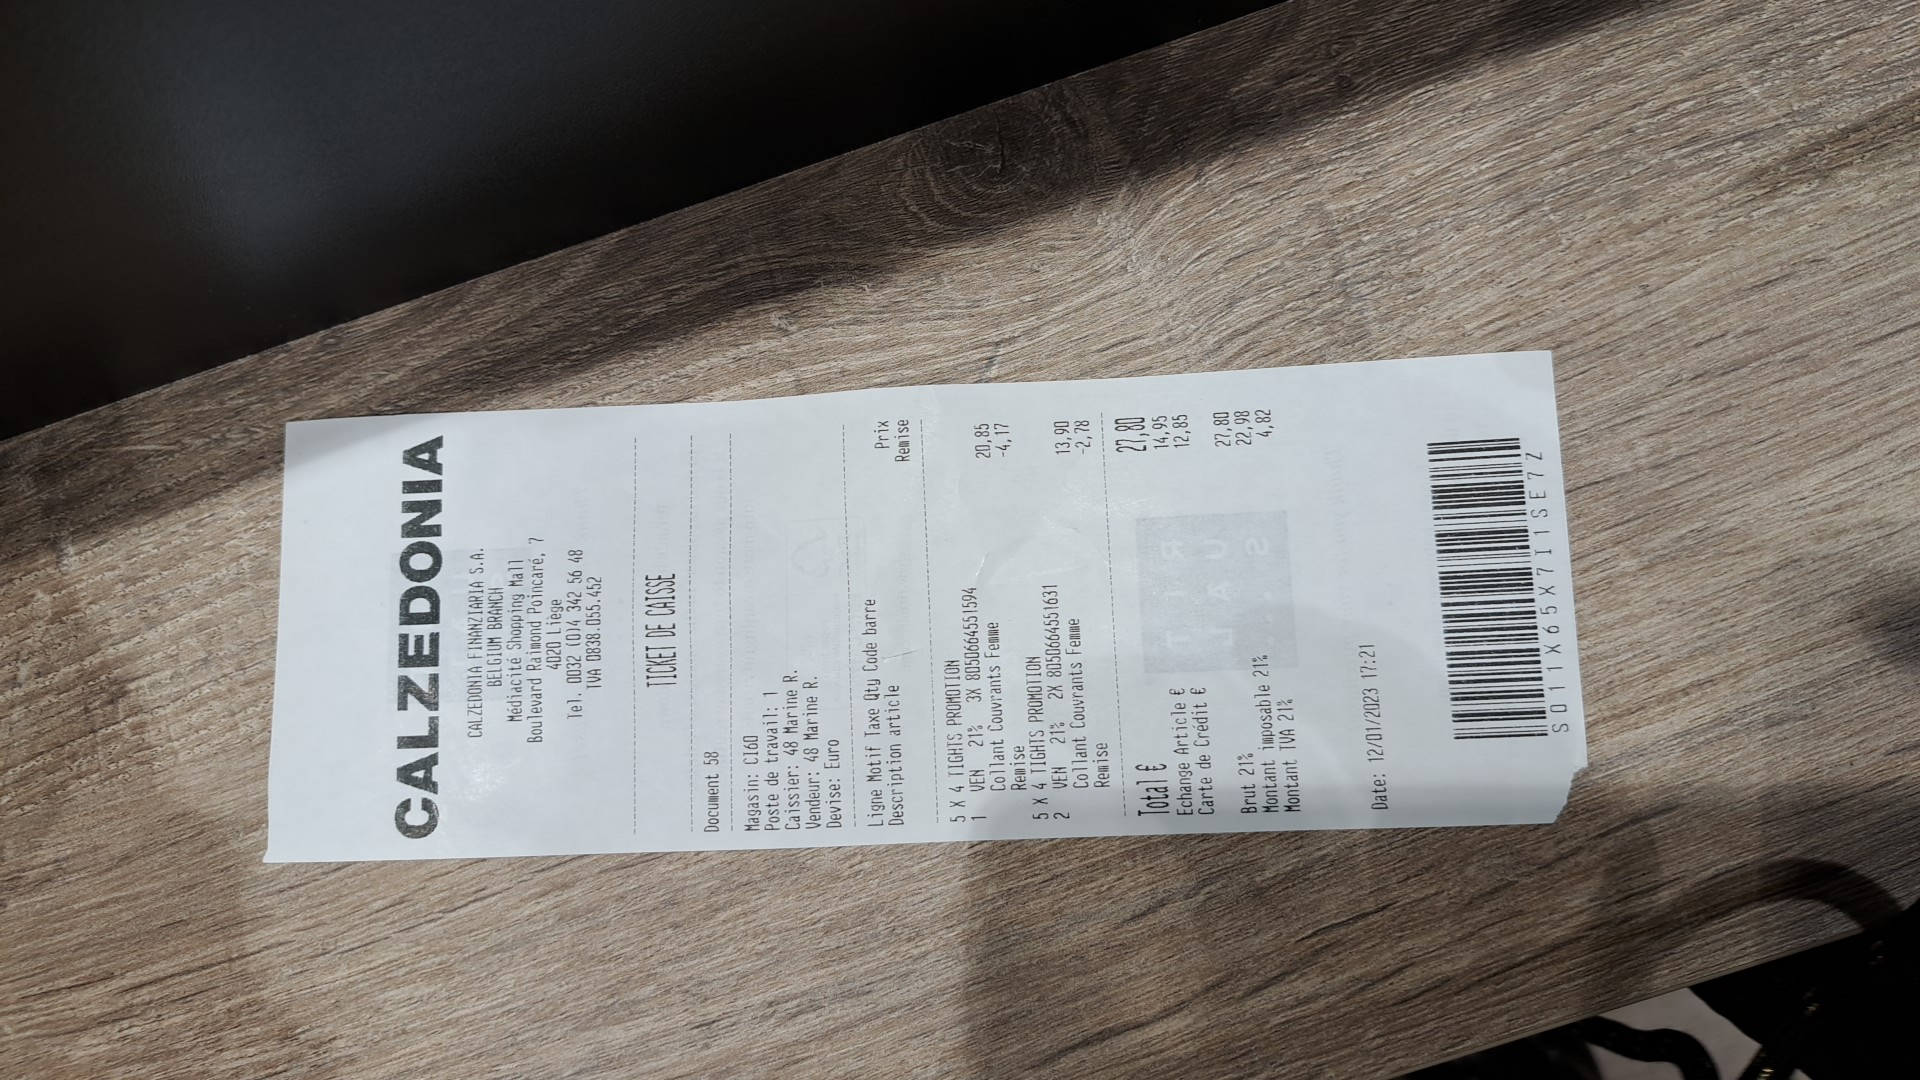 CALZEDONIA
CALZEDONIA FINANZIARIA S.A.
BELGIUM BRANCH
Médiacité Shopping Mall
Boulevard Raimond Poincaré, 7
4020 Liège
Tel. 0032 (0)4 342 56 48
TVA 0838.055.452
TICKET DE CAISSE
Document 58
Magasin: CI60
Poste de travail: 1
Caissier: 48 Marine R.
Vendeur: 48 Marine R.
Devise: Euro
Ligne Motif Taxe Qty Code barre Prix
Description article Remise
5 X 4 TIGHTS PROMOTION
1 VEN 21% 3X 8050664551594 20,85
Collant Couvrants Femme -4,17
Remise
5 X 4 TIGHTS PROMOTION
2 VEN 21% 2X 8050664551631 13,90
Collant Couvrants Femme -2,78
Remise
Total € 27,80
Echange Article € 14,95
Carte de Crédit € 12,85
Brut 21% 27,80
Montant imposable 21% 22,98
Montant TVA 21% 4,82
Date: 12/01/2023 17:21
S011X65X7I1SE7Z